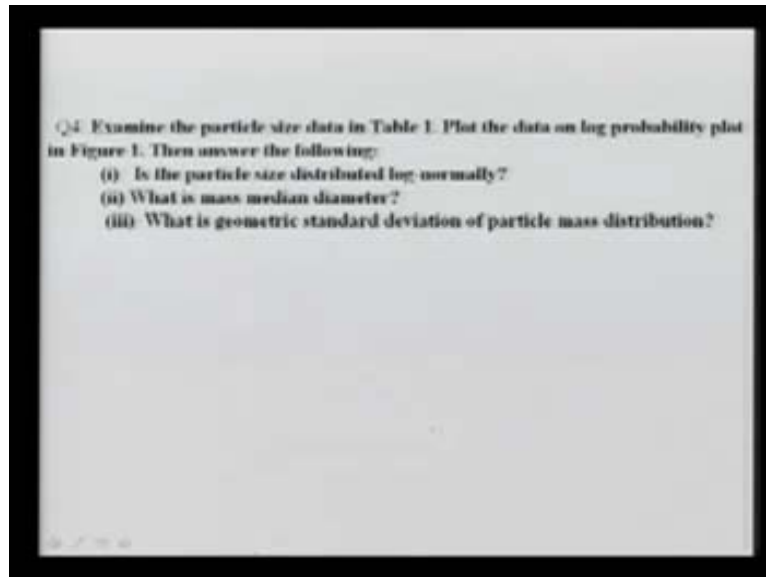 Q4. Examine the particle size data in Table 1. Plot the data on log probability plot
in Figure 1. Then answer the following:
(i) Is the particle size distributed log-normally?
(ii) What is mass median diameter?
(iii) What is geometric standard deviation of particle mass distribution?